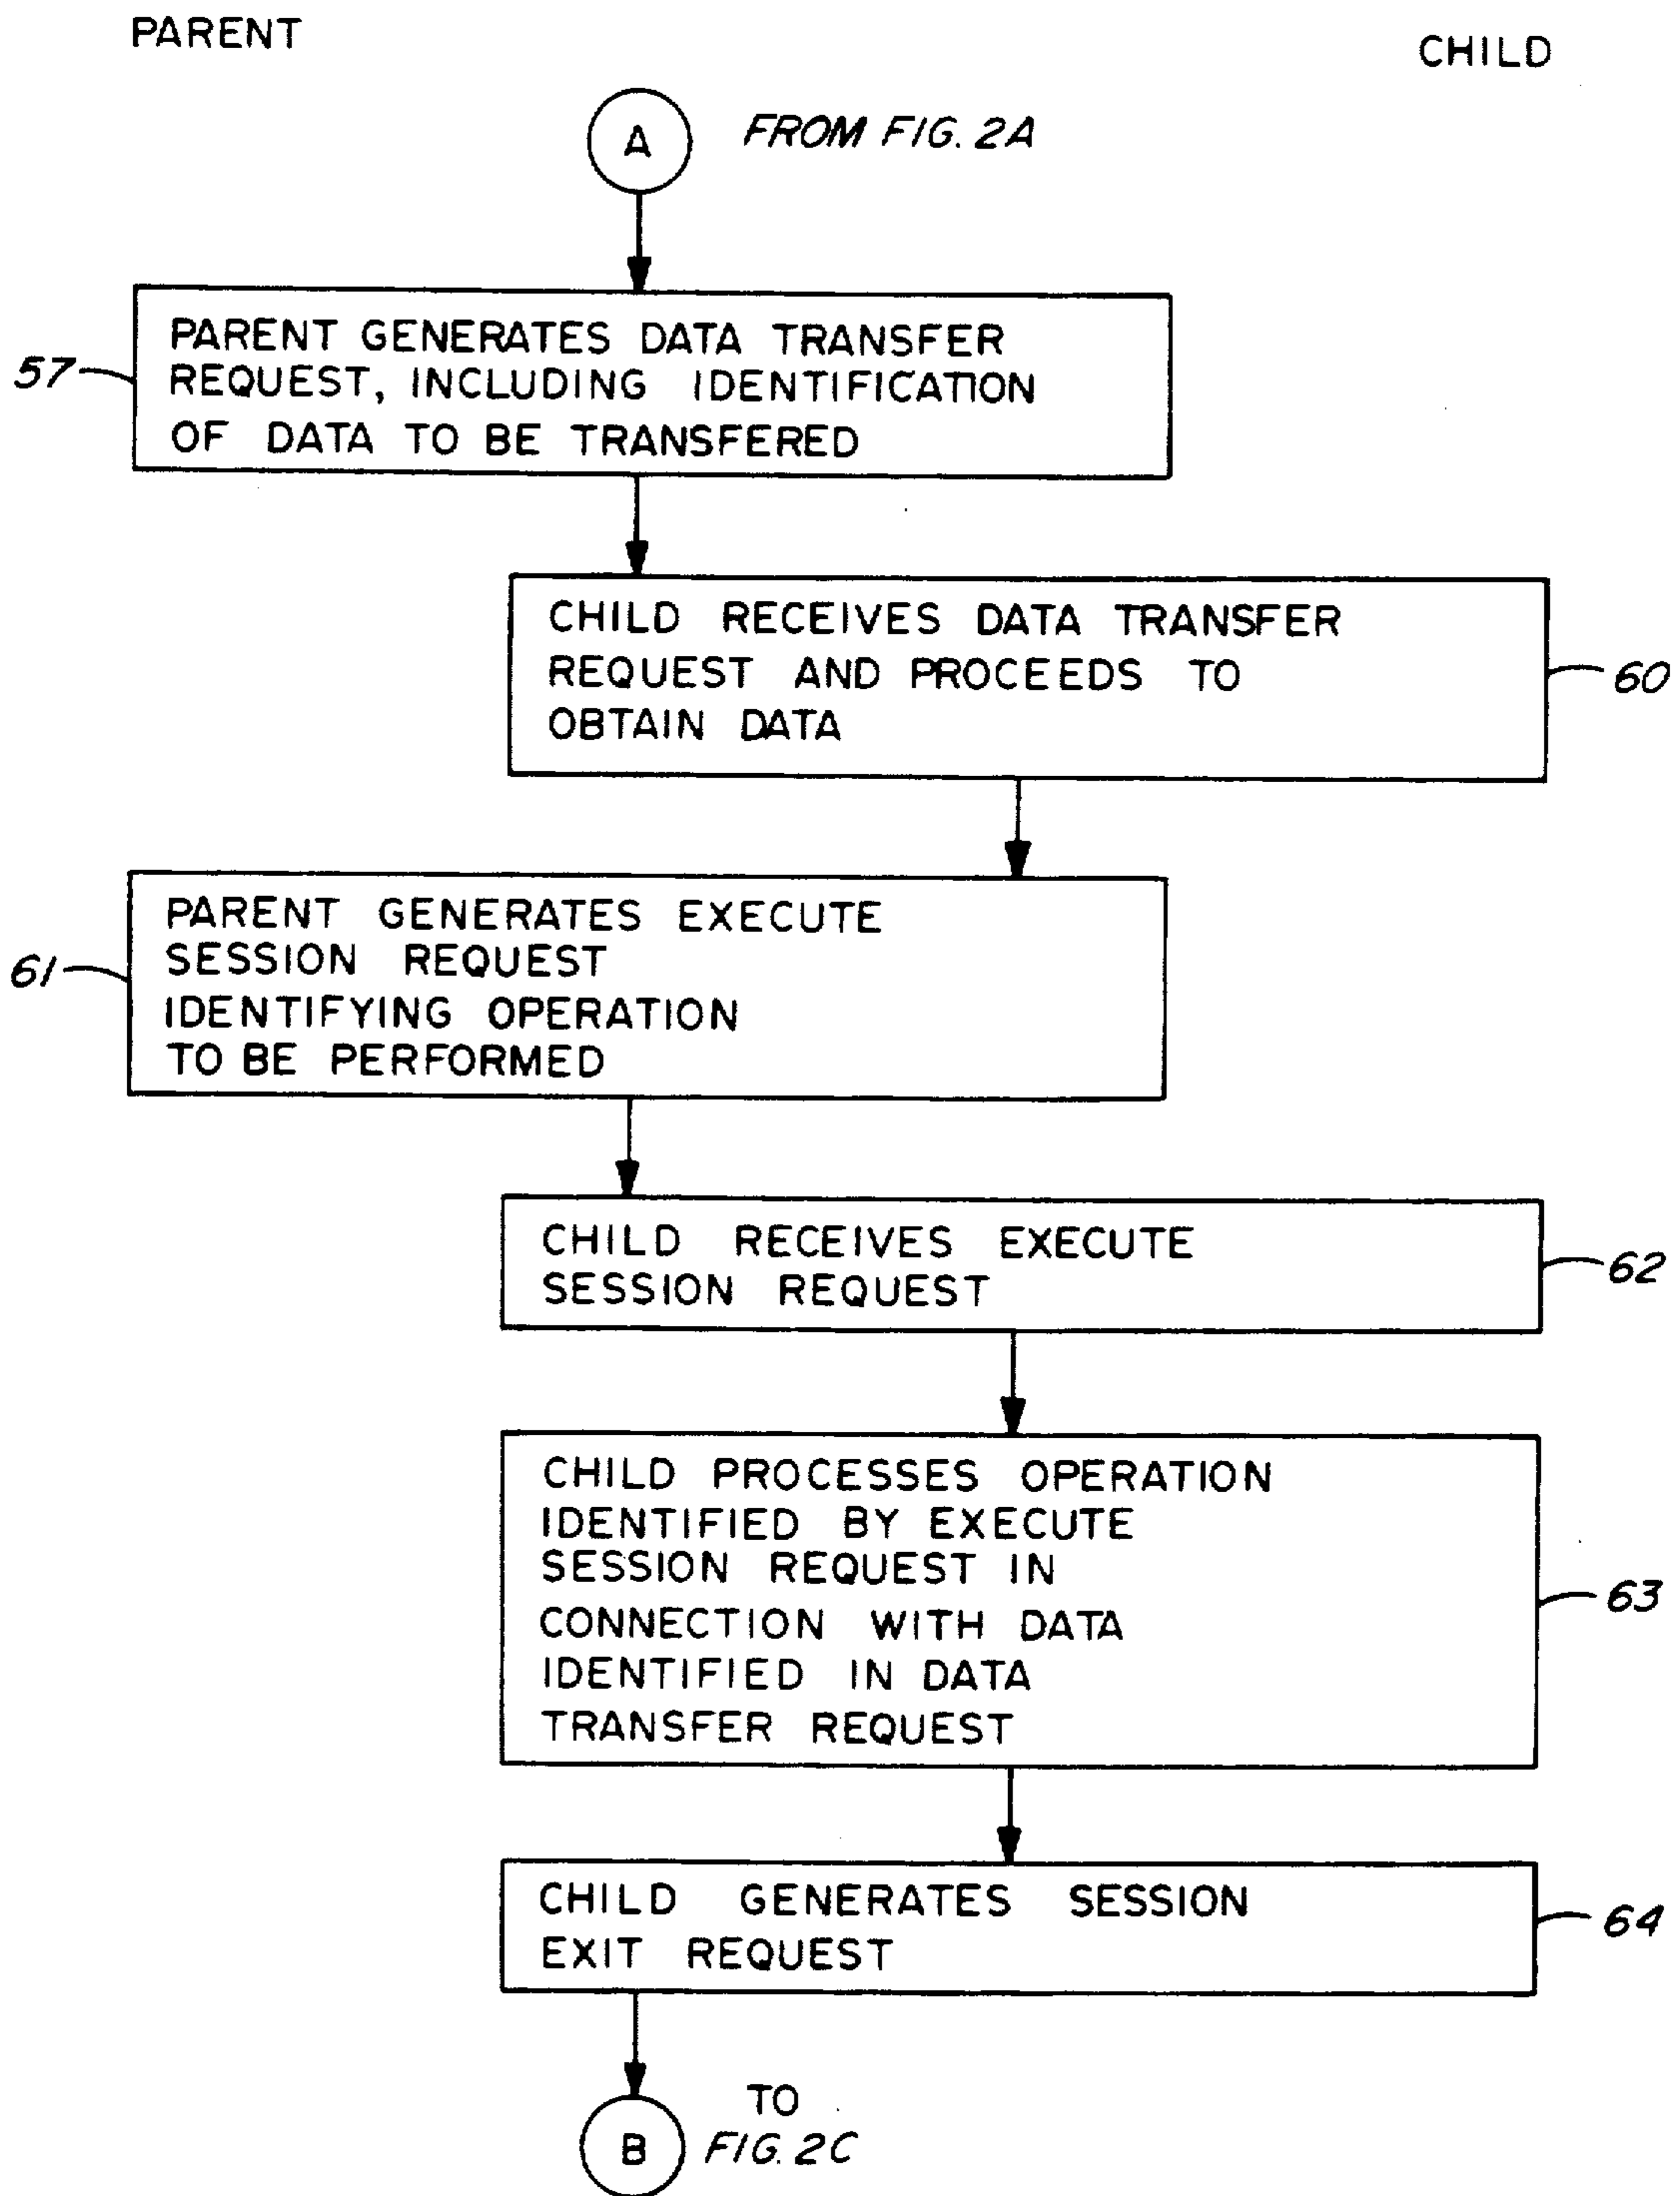 PARENT
CHILD
A
FROM FIG. 2A
57
PARENT GENERATES DATA TRANSFER
REQUEST, INCLUDING IDENTIFICATION
OF DATA TO BE TRANSFERED
CHILD RECEIVES DATA TRANSFER
REQUEST AND PROCEEDS TO
OBTAIN DATA
60
61
PARENT GENERATES EXECUTE
SESSION REQUEST
IDENTIFYING OPERATION
TO BE PERFORMED
CHILD RECEIVES EXECUTE
SESSION REQUEST
62
CHILD PROCESSES OPERATION
IDENTIFIED BY EXECUTE
SESSION REQUEST IN
CONNECTION WITH DATA
IDENTIFIED IN DATA
TRANSFER REQUEST
63
CHILD GENERATES SESSION
EXIT REQUEST
64
B
TO
FIG. 2C